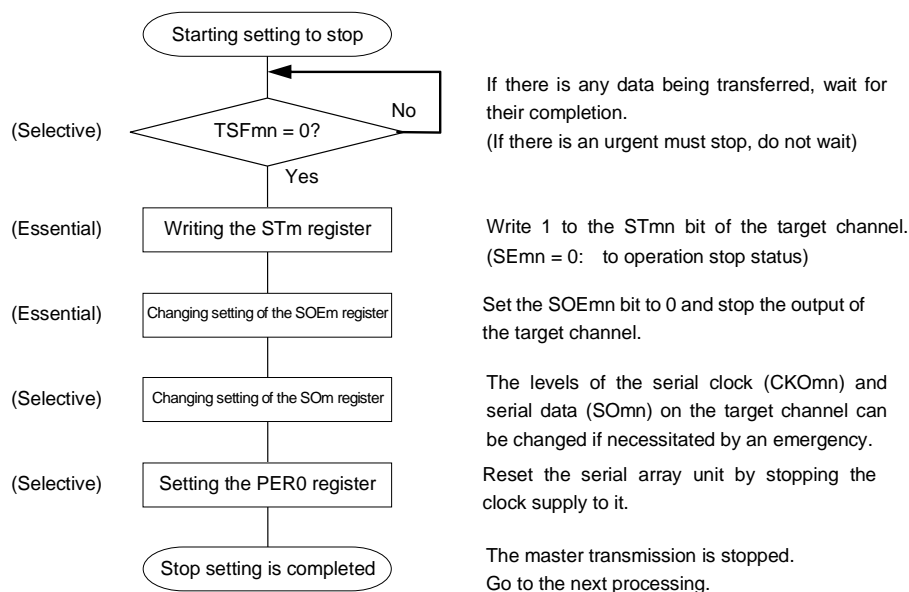 Starting setting to stop
No
If there is any data being transferred, wait for
their completion.
(If there is an urgent must stop, do not wait)
(Selective)
TSFmn = 0?
Yes
(Essential)
Writing the STm register
Write 1 to the STmn bit of the target channel.
(SEmn = 0: to operation stop status)
(Essential)
Changing setting of the SOEm register
Set the SOEmn bit to 0 and stop the output of
the target channel.
(Selective)
Changing setting of the SOm register
The levels of the serial clock (CKOmn) and
serial data (SOmn) on the target channel can
be changed if necessitated by an emergency.
(Selective)
Setting the PER0 register
Reset the serial array unit by stopping the
clock supply to it.
Stop setting is completed
The master transmission is stopped.
Go to the next processing.